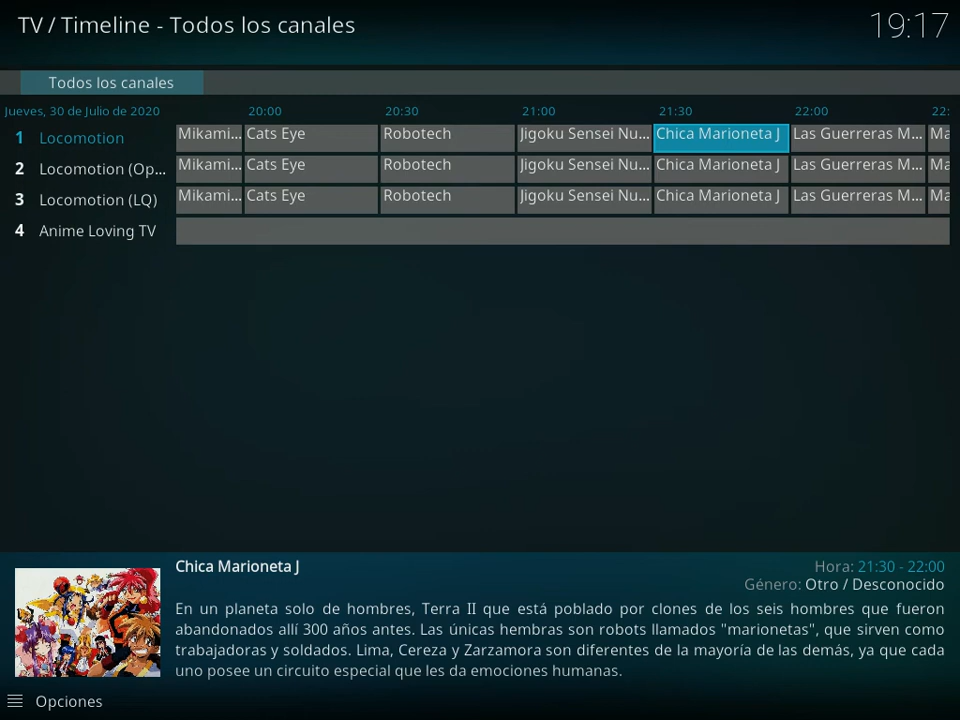 TV / Timeline - Todos los canales
19:17
Todos los canales
Jueves, 30 de Julio de 2020 20:00 20:30 21:00 21:30 22:00 22:
1 Locomotion Mikami... Cats Eye Robotech Jigoku Sensei Nu... Chica Marioneta J Las Guerreras M... Ma
2 Locomotion (Op... Mikami... Cats Eye Robotech Jigoku Sensei Nu... Chica Marioneta J Las Guerreras M... Ma
3 Locomotion (LQ) Mikami... Cats Eye Robotech Jigoku Sensei Nu... Chica Marioneta J Las Guerreras M... Ma
4 Anime Loving TV
Chica Marioneta J
Hora: 21:30 - 22:00
Género: Otro / Desconocido
En un planeta solo de hombres, Terra II que está poblado por clones de los seis hombres que fueron
abandonados allí 300 años antes. Las únicas hembras son robots llamados "marionetas", que sirven como
trabajadoras y soldados. Lima, Cereza y Zarzamora son diferentes de la mayoría de las demás, ya que cada
uno posee un circuito especial que les da emociones humanas.
Opciones